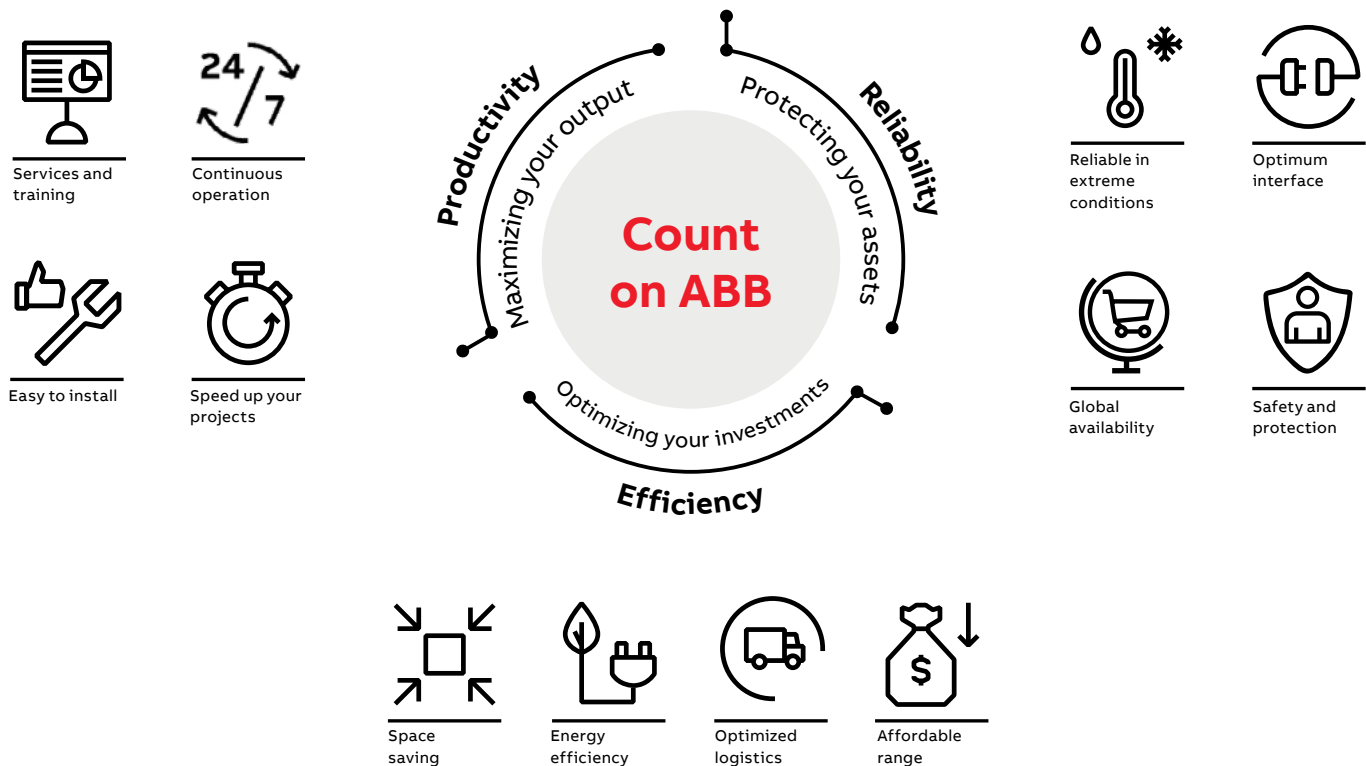 24
7
Services and
training
Continuous
operation
Easy to install
Speed up your
projects
Productivity
Maximizing your output
Reliability
Protecting your assets
Count
on ABB
Optimizing your investments
Efficiency
Reliable in
extreme
conditions
Optimum
interface
Global
availability
Safety and
protection
$
Space
saving
Energy
efficiency
Optimized
logistics
Affordable
range